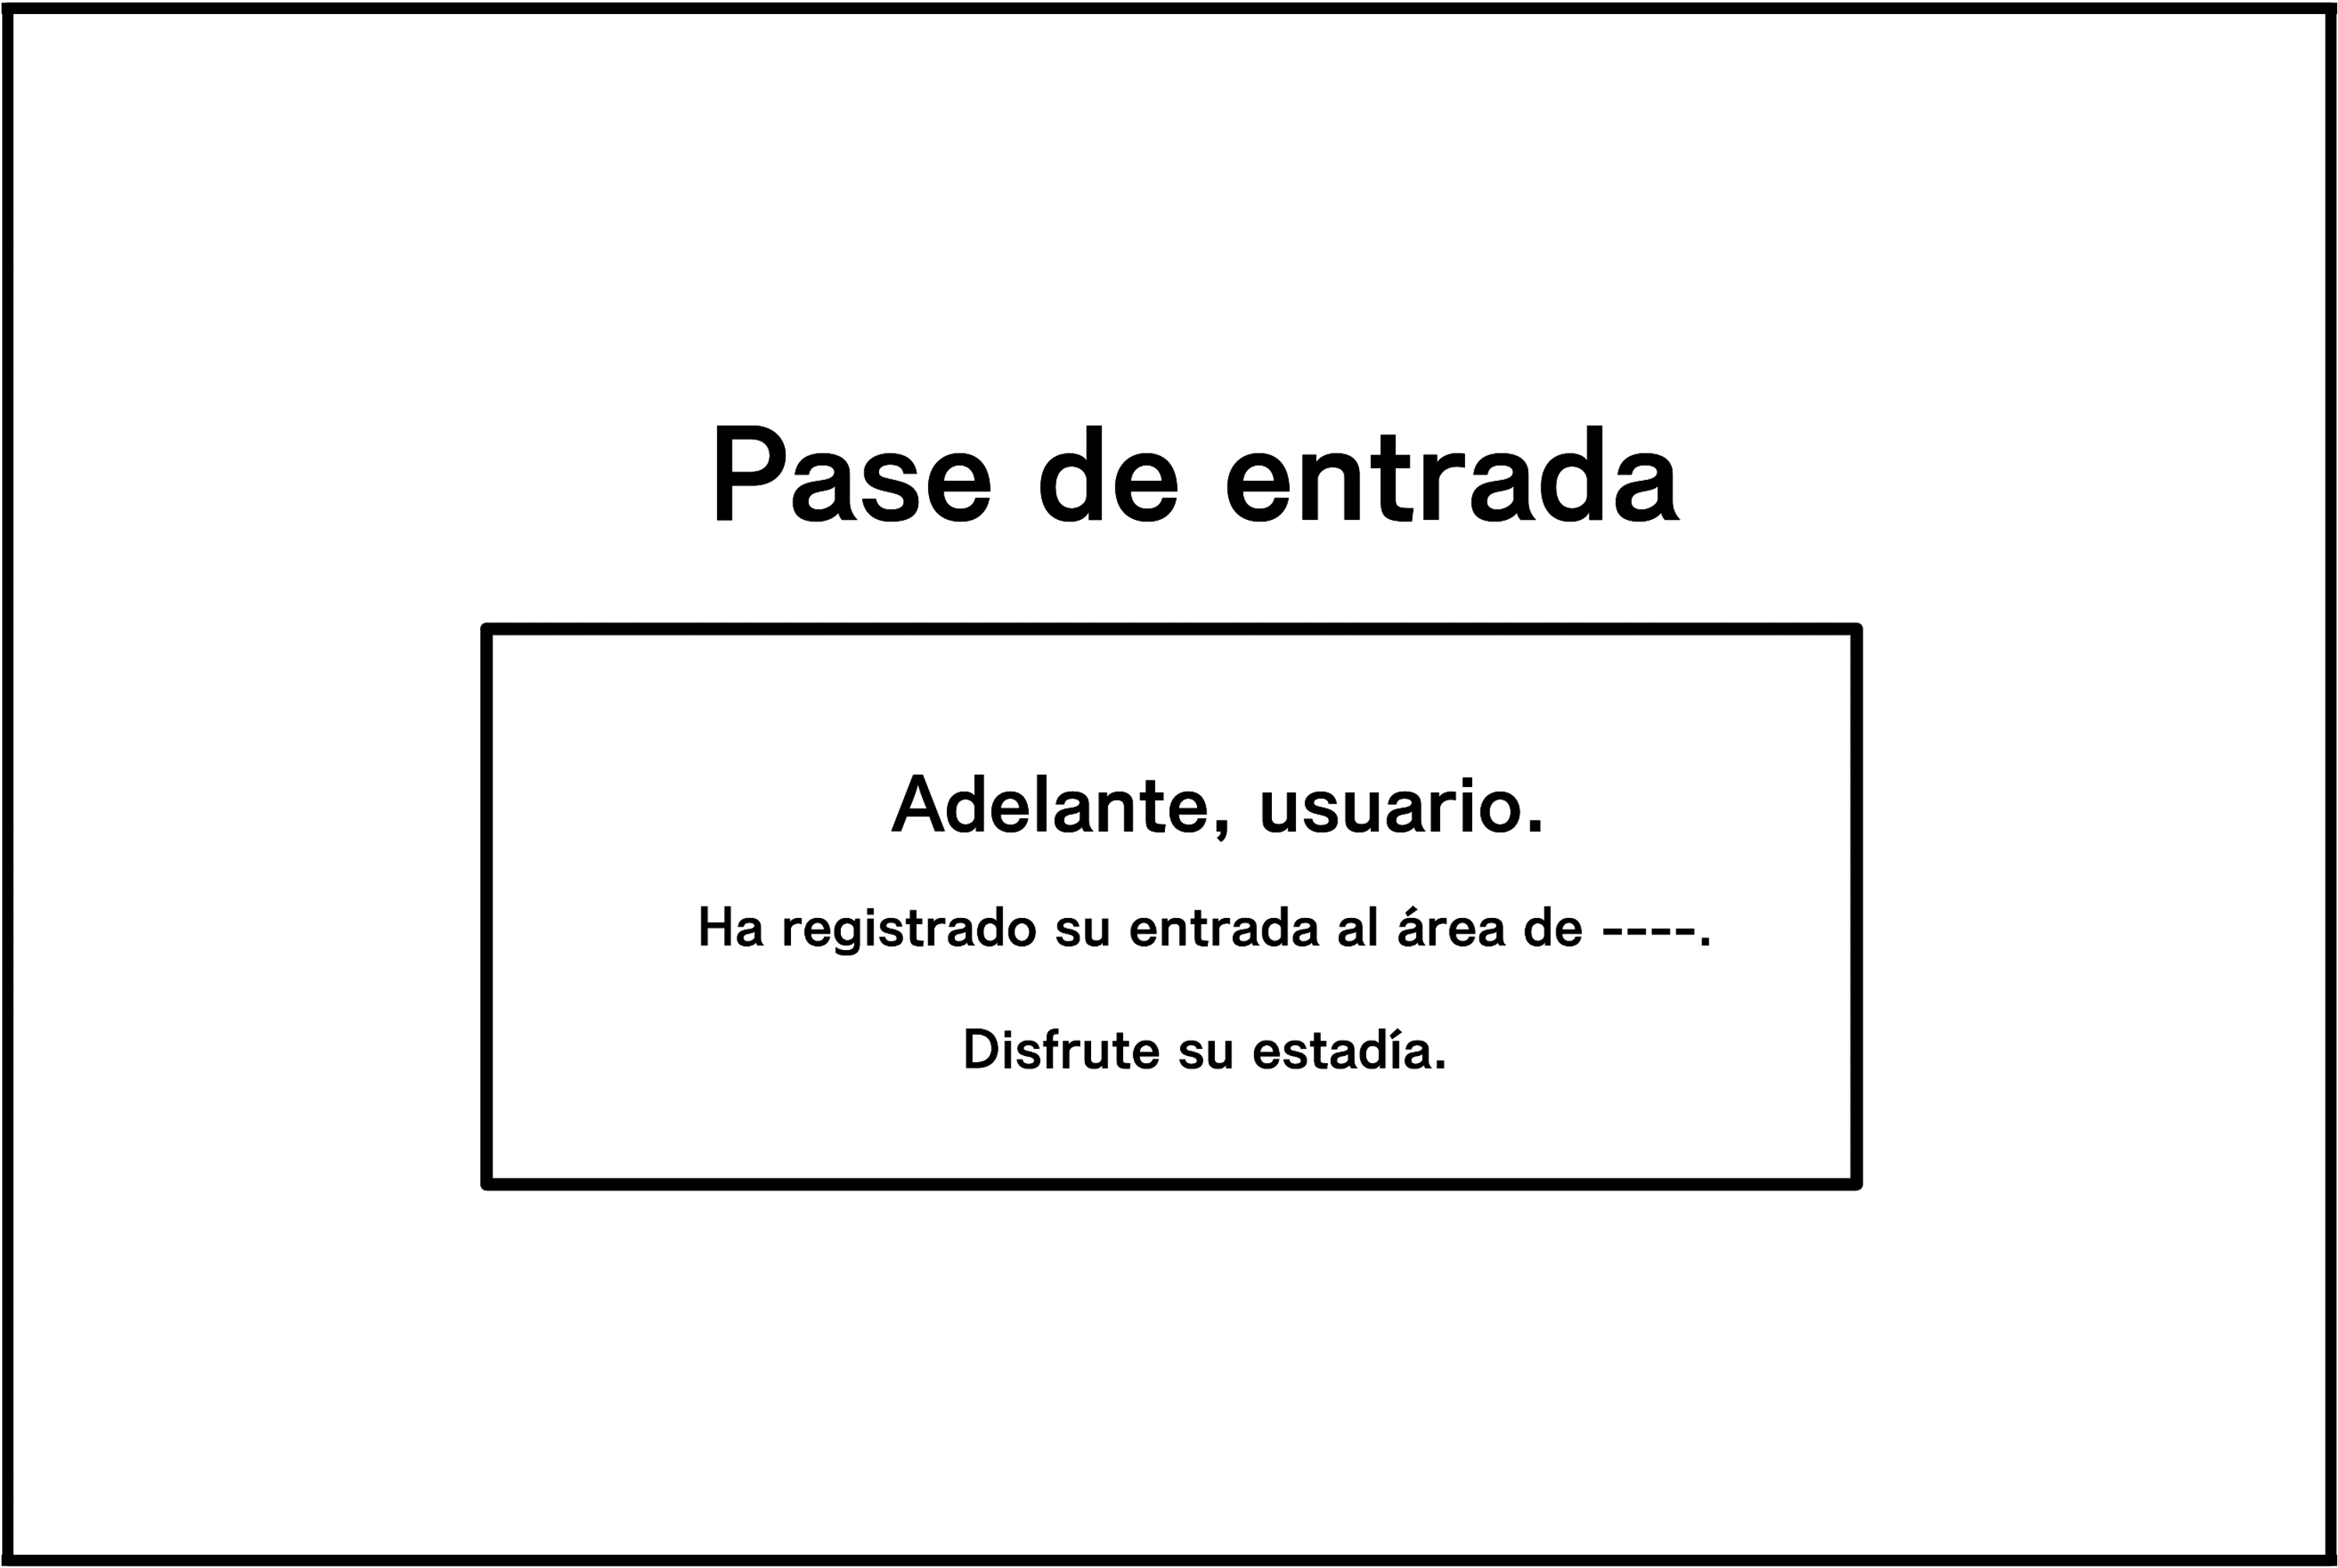 Pase de entrada
Adelante, usuario.
Ha registrado su entrada al área de ----.
Disfrute su estadía.